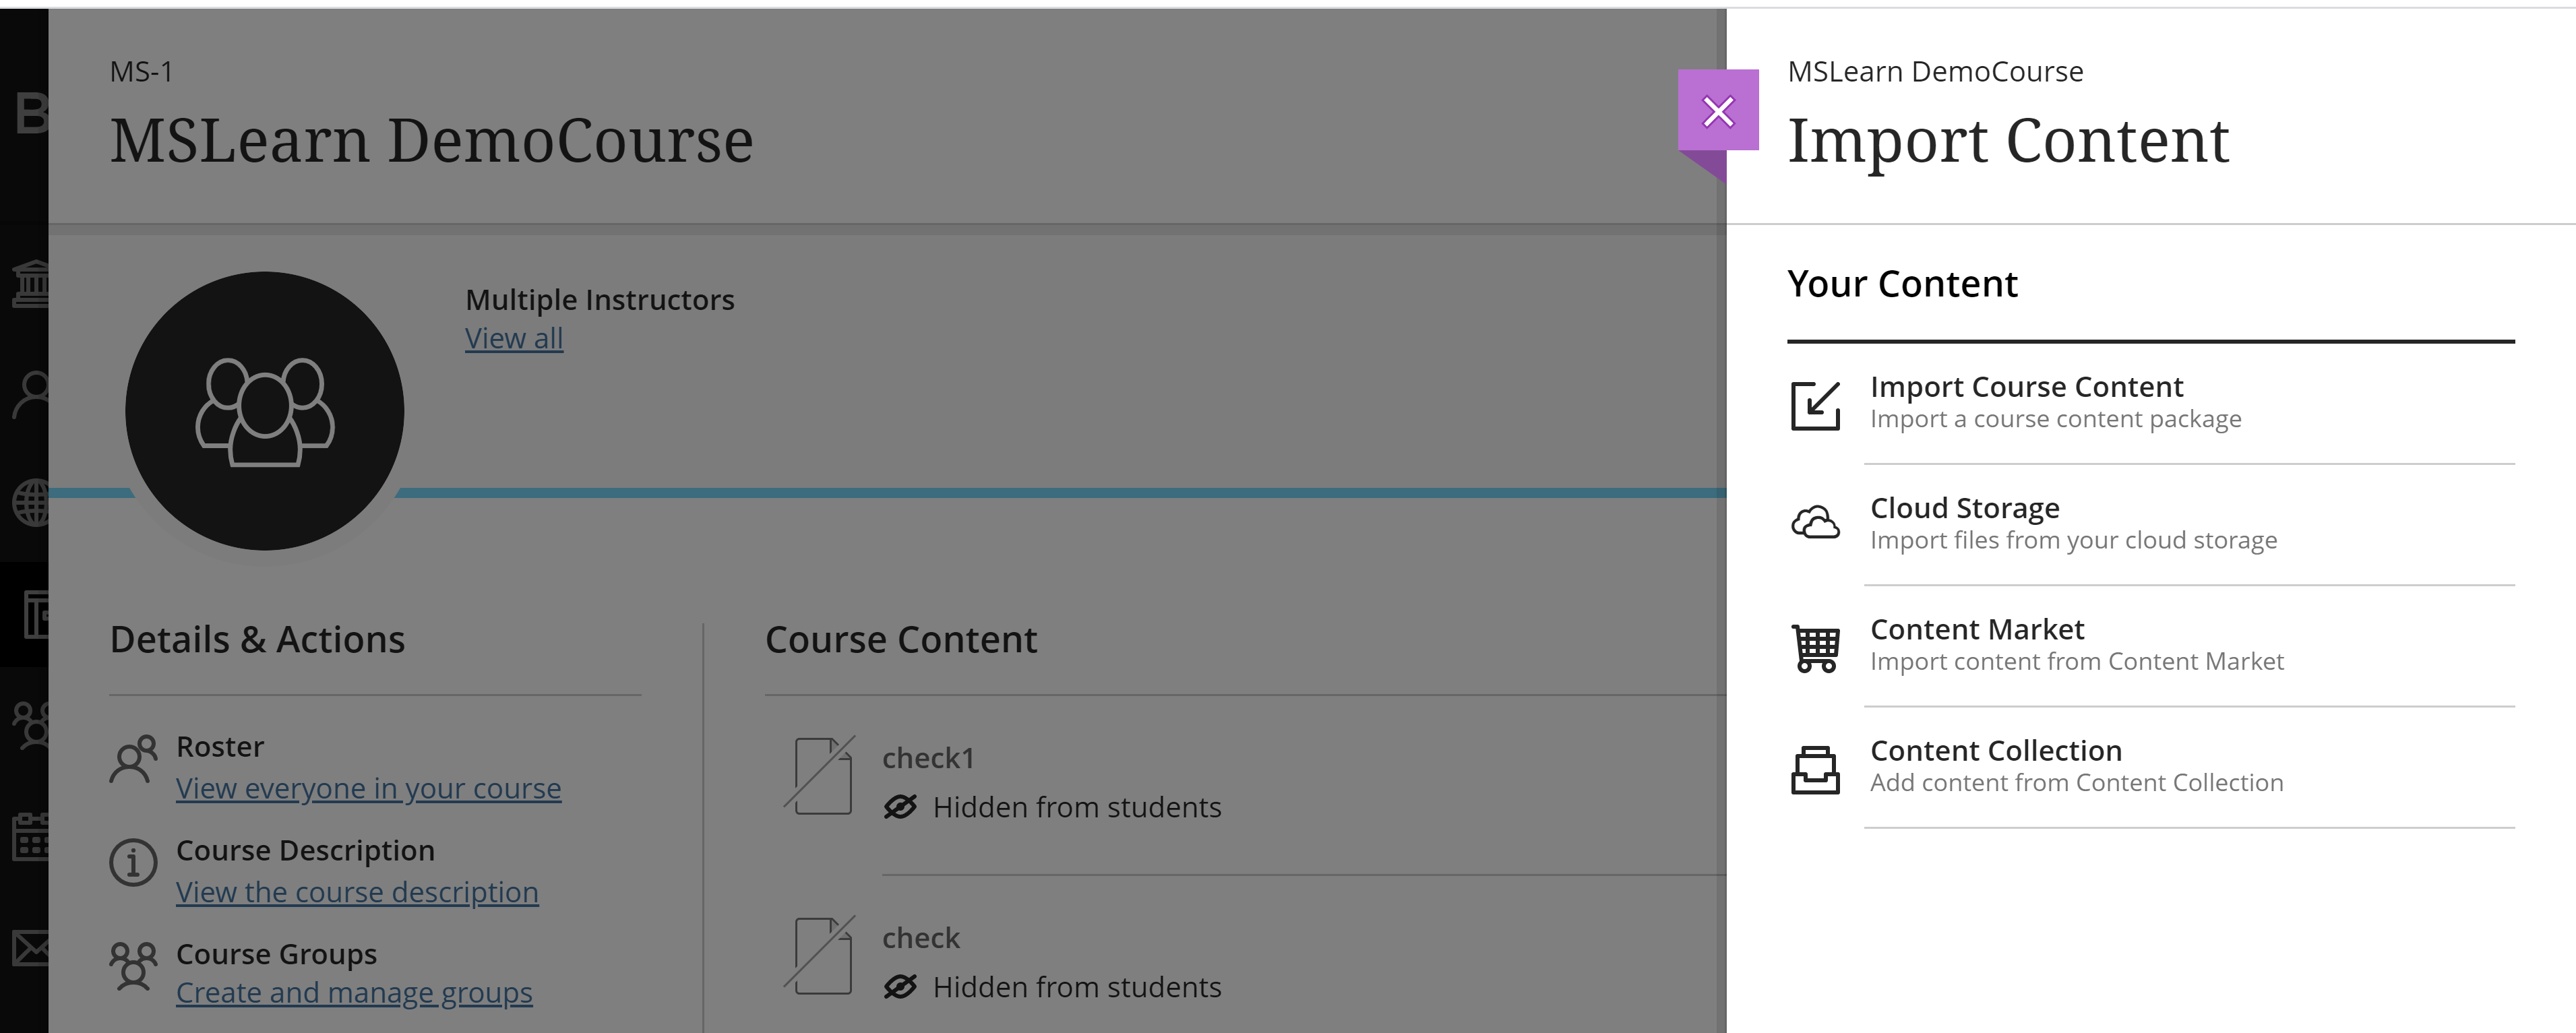 B
MS-1
MSLearn DemoCourse
Multiple Instructors
View all
Details & Actions
Roster
View everyone in your course
Course Description
View the course description
Course Groups
Create and manage groups
Course Content
check1
Hidden from students
check
Hidden from students
MSLearn DemoCourse
Import Content
Your Content
Import Course Content
Import a course content package
Cloud Storage
Import files from your cloud storage
Content Market
Import content from Content Market
Content Collection
Add content from Content Collection